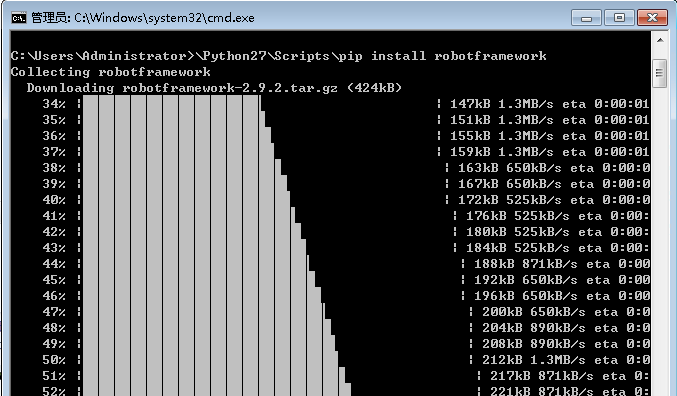 管理员: C:\Windows\system32\cmd.exe
C:\Users\Administrator>\Python27\Scripts\pip install robotframework
Collecting robotframework
Downloading robotframework-2.9.2.tar.gz (424kB)
34% | | 147kB 1.3MB/s eta 0:00:01
35% | | 151kB 1.3MB/s eta 0:00:01
36% | | 155kB 1.3MB/s eta 0:00:01
37% | | 159kB 1.3MB/s eta 0:00:01
38% | | 163kB 650kB/s eta 0:00:0
39% | | 167kB 650kB/s eta 0:00:0
40% | | 172kB 525kB/s eta 0:00:0
41% | | 176kB 525kB/s eta 0:00:
42% | | 180kB 525kB/s eta 0:00:
43% | | 184kB 525kB/s eta 0:00:
44% | | 188kB 871kB/s eta 0:00
45% | | 192kB 650kB/s eta 0:00
46% | | 196kB 650kB/s eta 0:00
47% | | 200kB 650kB/s eta 0:0
48% | | 204kB 890kB/s eta 0:0
49% | | 208kB 890kB/s eta 0:0
50% | | 212kB 1.3MB/s eta 0:0
51% | | 217kB 871kB/s eta 0:
52% | | 221kB 871kB/s eta 0: